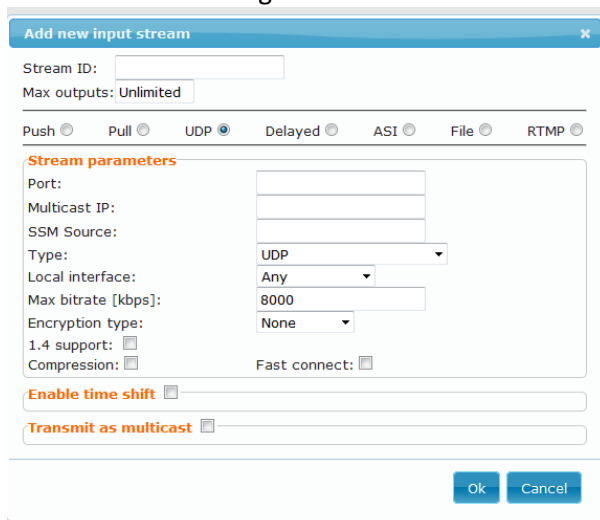 Add new input stream x
Stream ID:
Max outputs: Unlimited
Push Pull UDP Delayed ASI File RTMP
Stream parameters
Port:
Multicast IP:
SSM Source:
Type: UDP
Local interface: Any
Max bitrate [kbps]: 8000
Encryption type: None
1.4 support:
Compression: Fast connect:
Enable time shift
Transmit as multicast
Ok Cancel